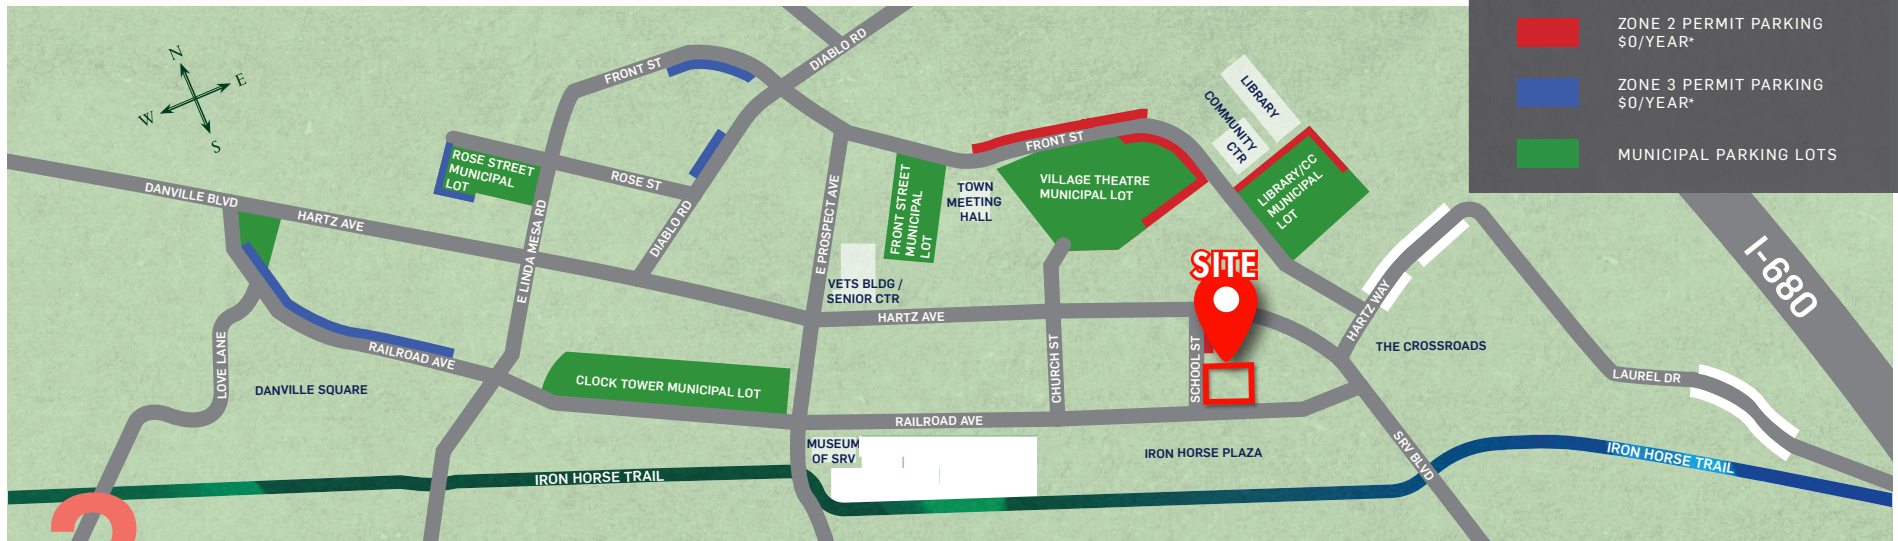 ZONE 2 PERMIT PARKING
$0/YEAR*
ZONE 3 PERMIT PARKING
$0/YEAR*
MUNICIPAL PARKING LOTS
N
E
W
S
FRONT ST
DIABLO RD
LIBRARY
COMMUNITY
CTR
FRONT ST
ROSE STREET
MUNICIPAL
LOT
ROSE ST
DANVILLE BLVD
HARTZ AVE
E LINDA MESA RD
DIABLO RD
E PROSPECT AVE
FRONT STREET
MUNICIPAL
LOT
TOWN
MEETING
HALL
VILLAGE THEATRE
MUNICIPAL LOT
LIBRARY/CC
MUNICIPAL
LOT
I-680
SITE
VETS BLDG /
SENIOR CTR
HARTZ AVE
HARTZ WAY
THE CROSSROADS
LOVE LANE
RAILROAD AVE
DANVILLE SQUARE
CLOCK TOWER MUNICIPAL LOT
CHURCH ST
SCHOOL ST
LAUREL DR
RAILROAD AVE
MUSEUM
OF SRV
IRON HORSE PLAZA
SRV BLVD
IRON HORSE TRAIL
IRON HORSE TRAIL
?